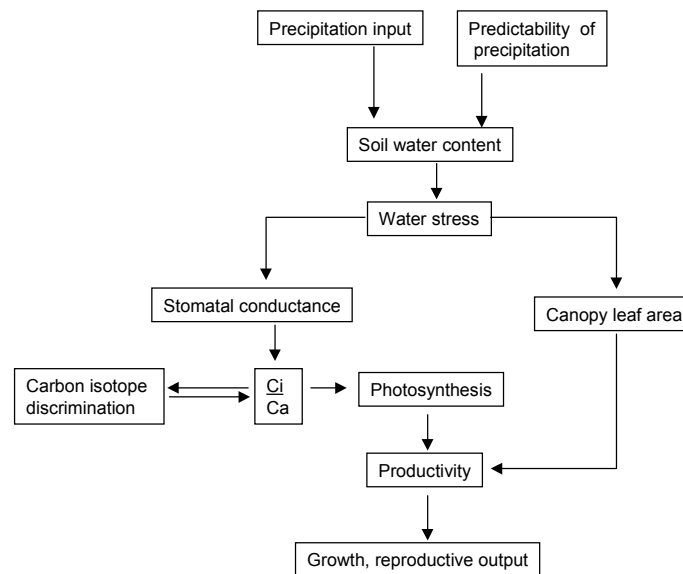 Precipitation input
Predictability of
precipitation
Soil water content
Water stress
Stomatal conductance
Canopy leaf area
Carbon isotope
discrimination
Ci
Ca
Photosynthesis
Productivity
Growth, reproductive output